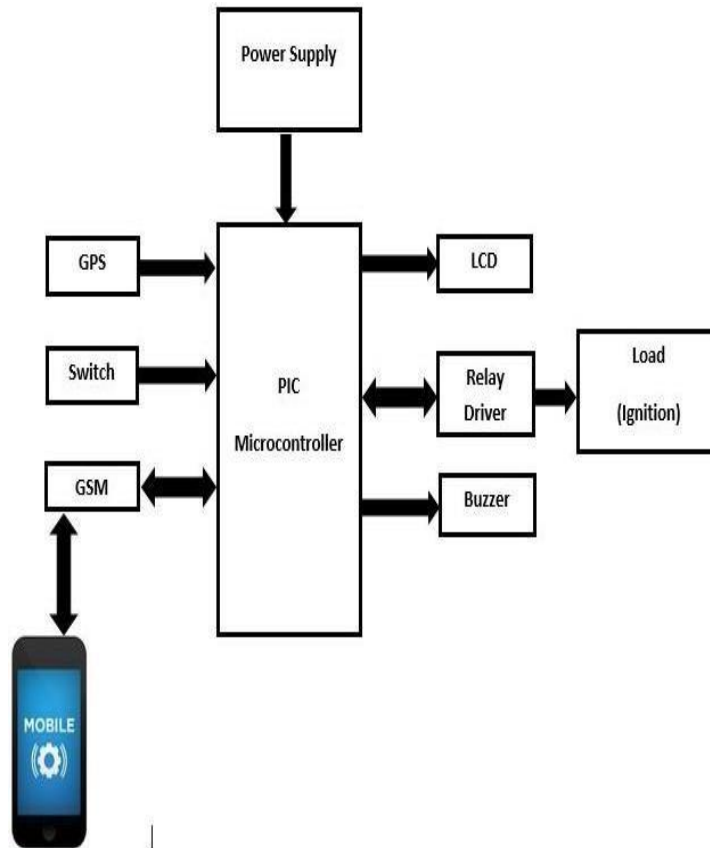 Power Supply
GPS
LCD
Switch
PIC
Microcontroller
Relay
Driver
Load
(Ignition)
GSM
Buzzer
MOBILE